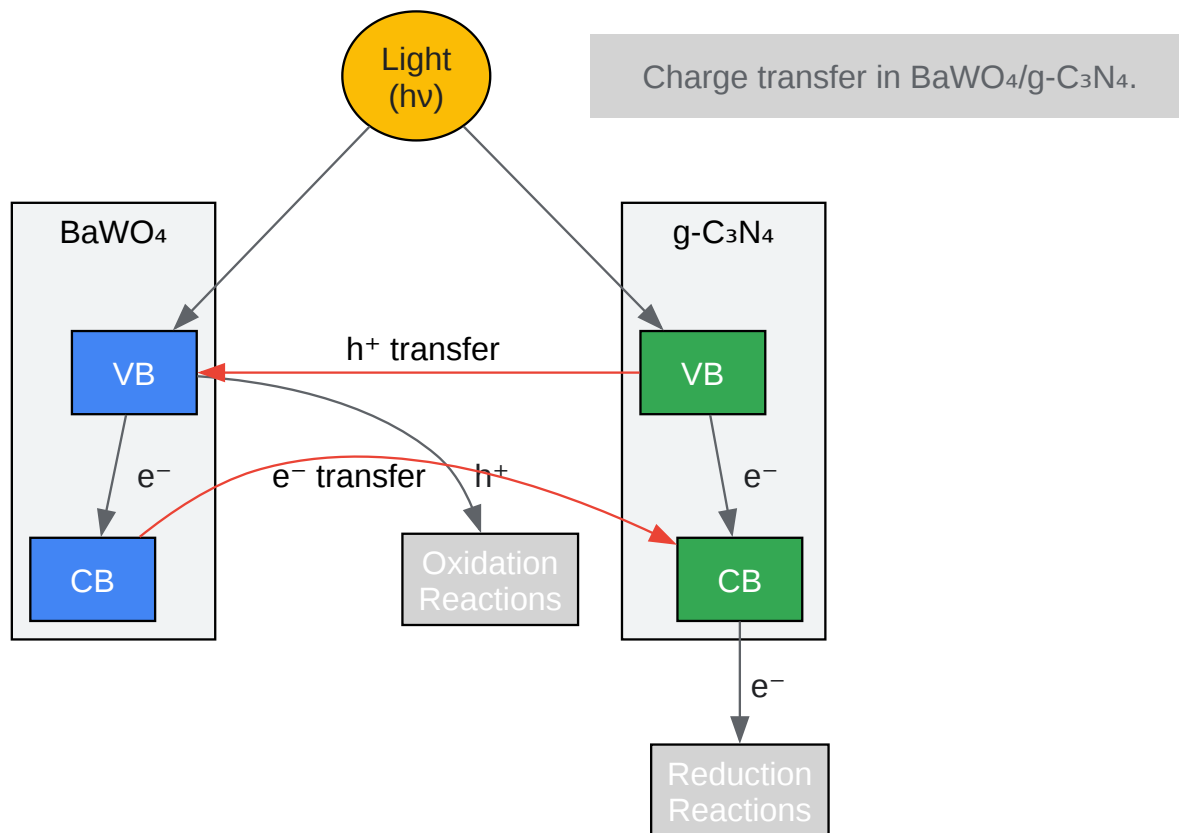 Light
(hν)
Charge transfer in BaWO₄/g-C₃N₄.
BaWO₄
g-C₃N₄
VB
h⁺ transfer
VB
e⁻
e⁻ transfer
h⁺
e⁻
CB
Oxidation
Reactions
CB
e⁻
Reduction
Reactions